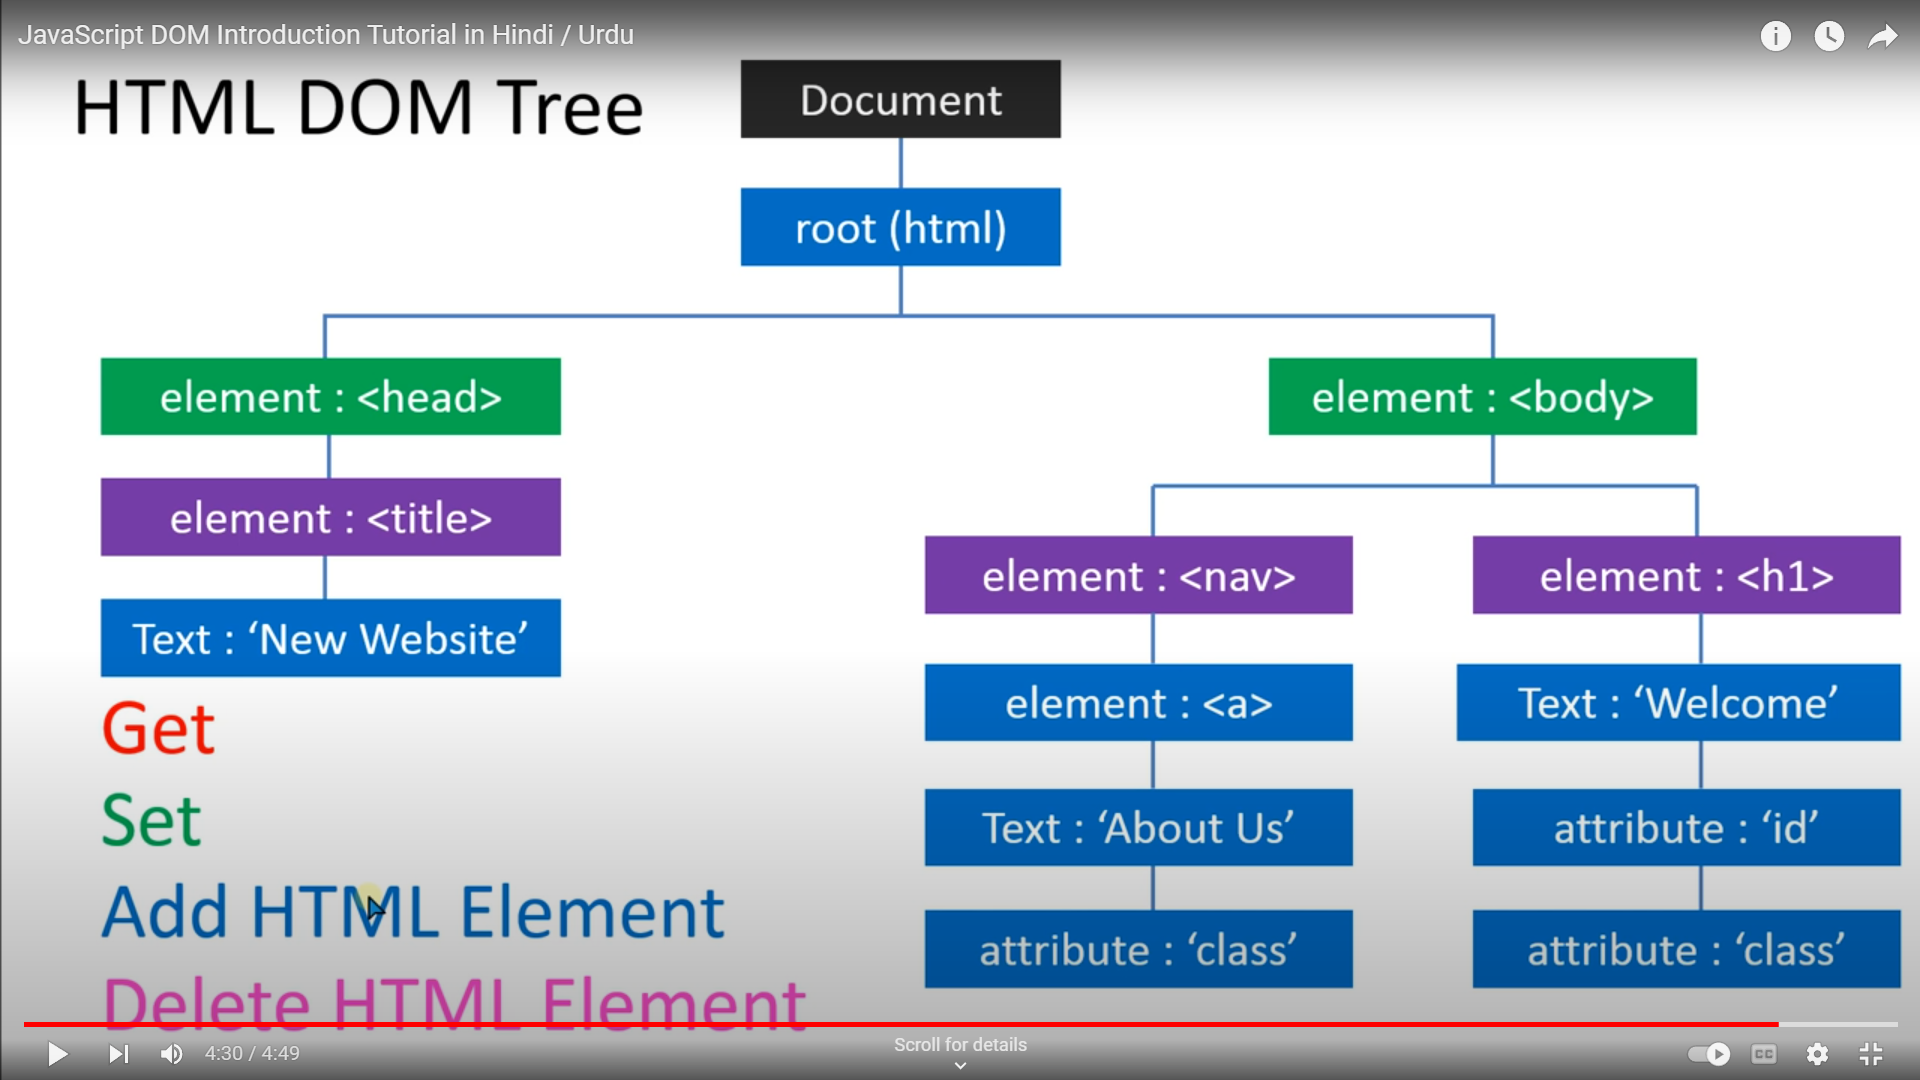 JavaScript DOM Introduction Tutorial in Hindi / Urdu
HTML DOM Tree
Document
root (html)
element : <head>
element : <body>
element : <title>
element : <nav>
element : <h1>
Text : ‘New Website’
element : <a>
Text : ‘Welcome’
Get
Text : ‘About Us’
attribute : ‘id’
Set
Add HTML Element
attribute : ‘class’
attribute : ‘class’
Delete HTML Element
4:30 / 4:49
Scroll for details
CC